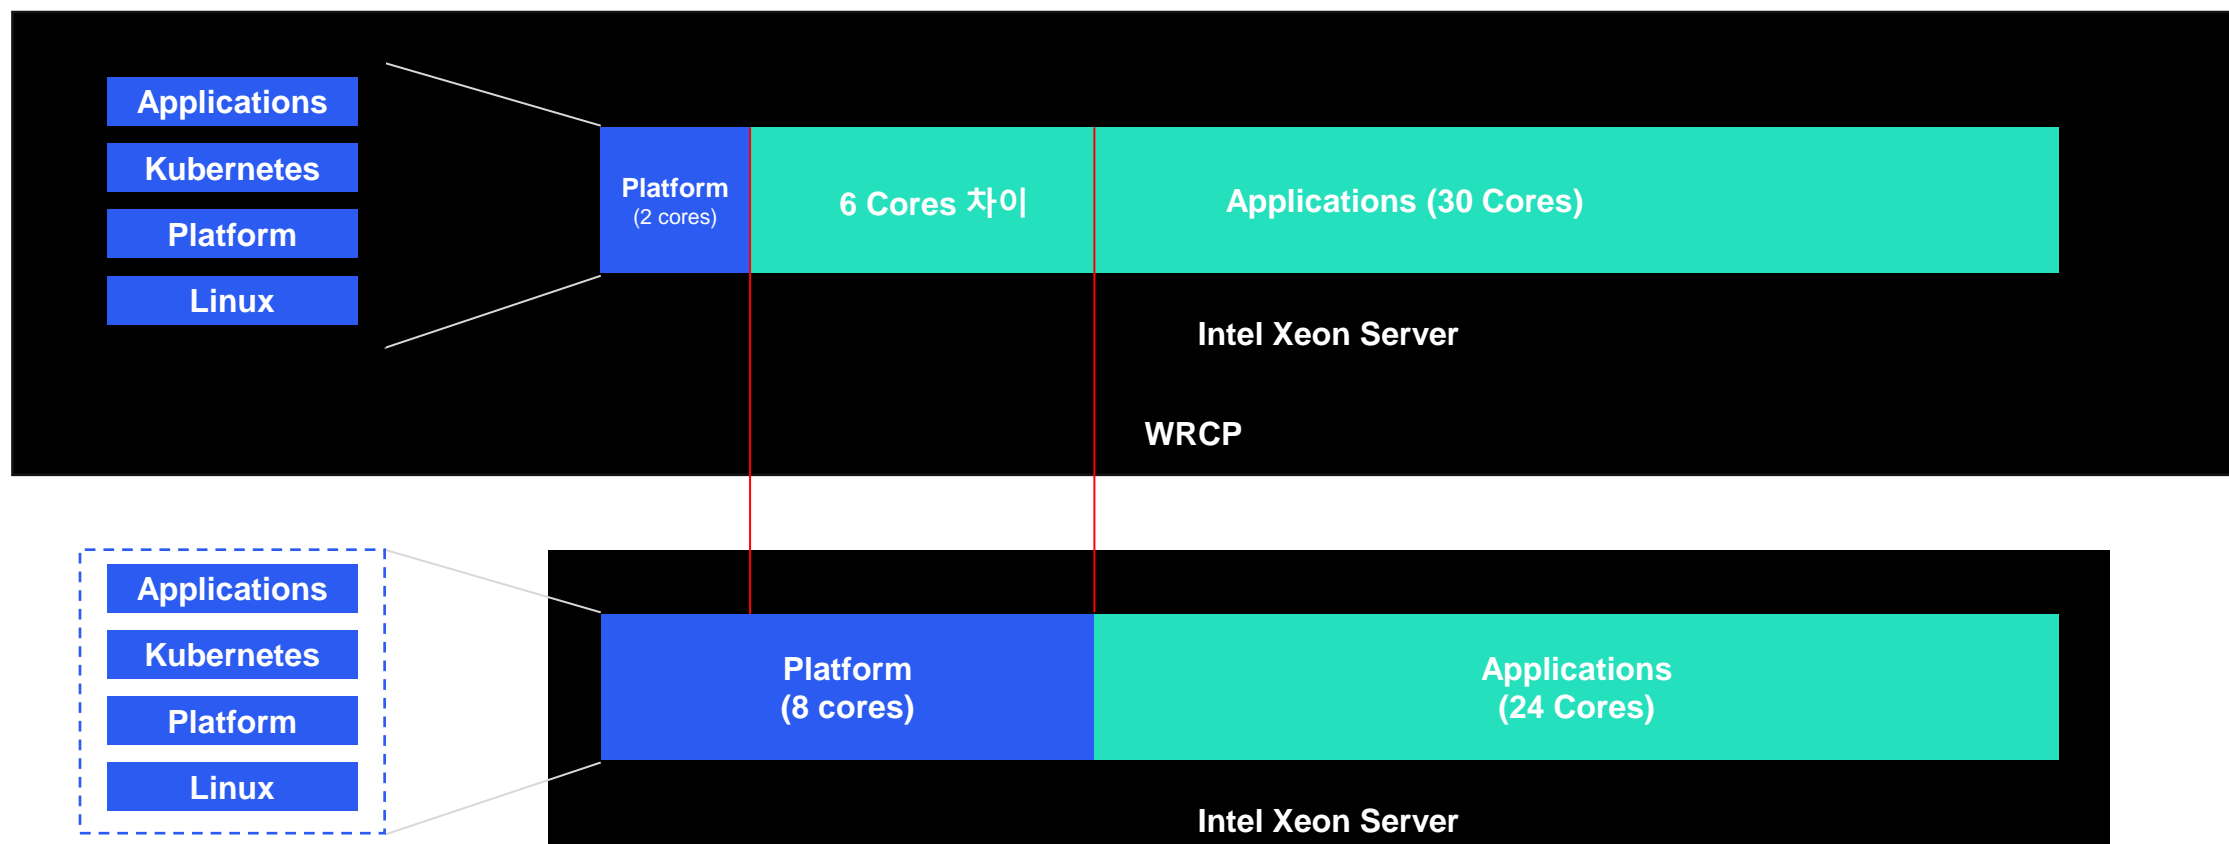 Applications
Kubernetes
Platform
Linux
Platform
(2 cores)
6 Cores 차이
Applications (30 Cores)
Intel Xeon Server
WRCP
Applications
Kubernetes
Platform
Linux
Platform
(8 cores)
Applications
(24 Cores)
Intel Xeon Server